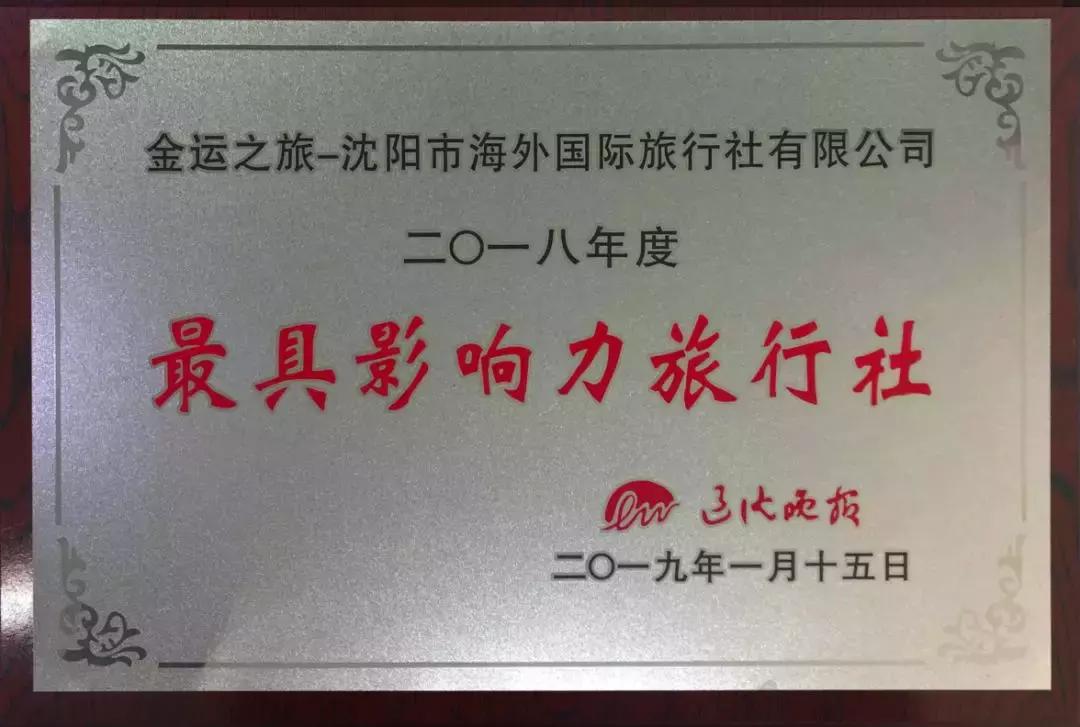 金运之旅-沈阳市海外国际旅行社有限公司
二〇一八年度
最具影响力旅行社
辽沈晚报
二〇一九年一月十五日